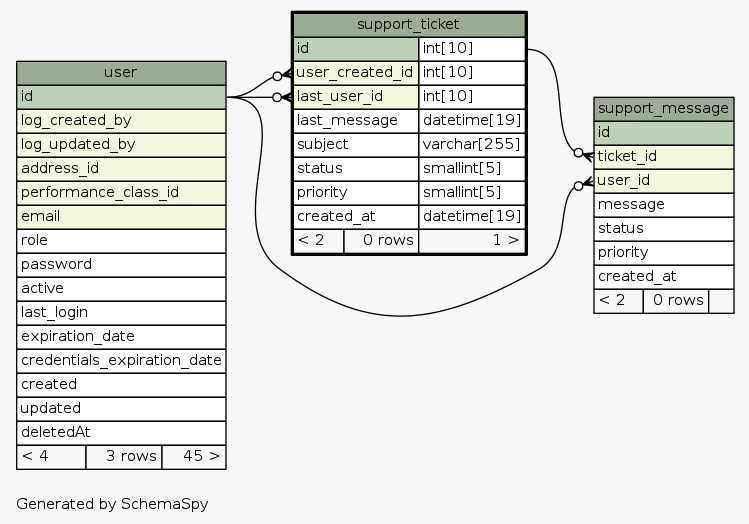 support_ticket
id int[10]
user_created_id int[10]
last_user_id int[10]
last_message datetime[19]
subject varchar[255]
status smallint[5]
priority smallint[5]
created_at datetime[19]
< 2 0 rows 1 >
user
id
log_created_by
log_updated_by
address_id
performance_class_id
email
role
password
active
last_login
expiration_date
credentials_expiration_date
created
updated
deletedAt
< 4 3 rows 45 >
support_message
id
ticket_id
user_id
message
status
priority
created_at
< 2 0 rows
Generated by SchemaSpy